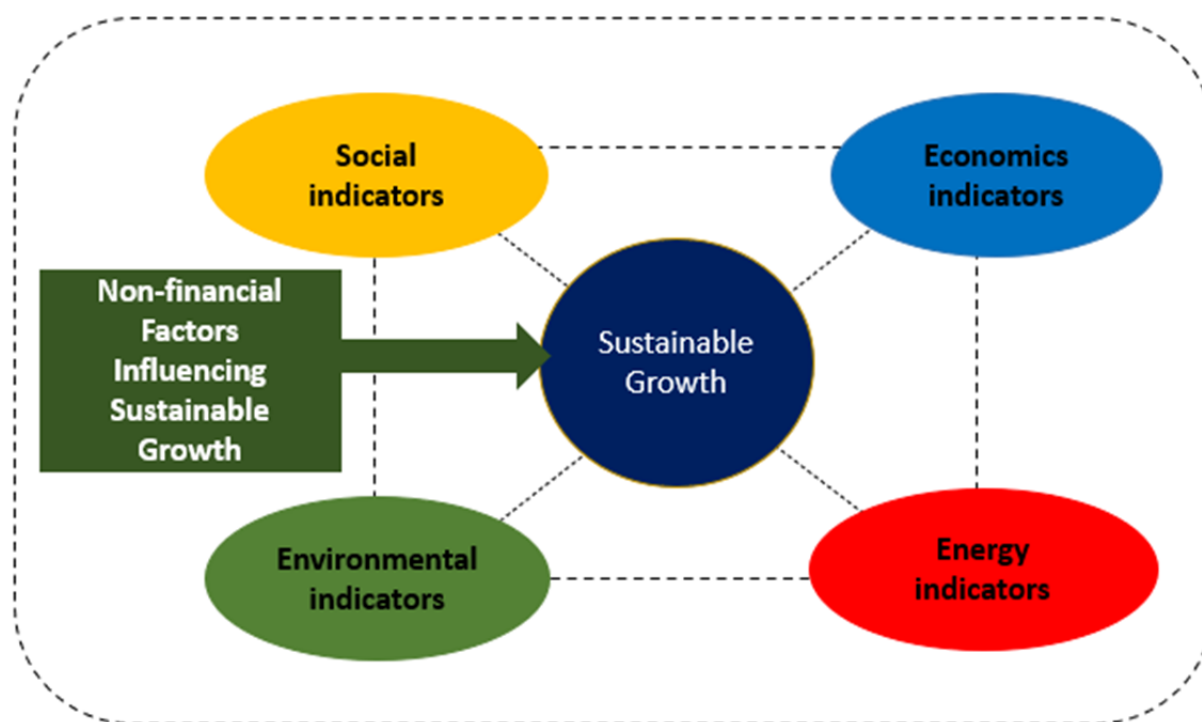 Social
indicators
Economics
indicators
Non-financial
Factors
Influencing
Sustainable
Growth
Sustainable
Growth
Environmental
indicators
Energy
indicators